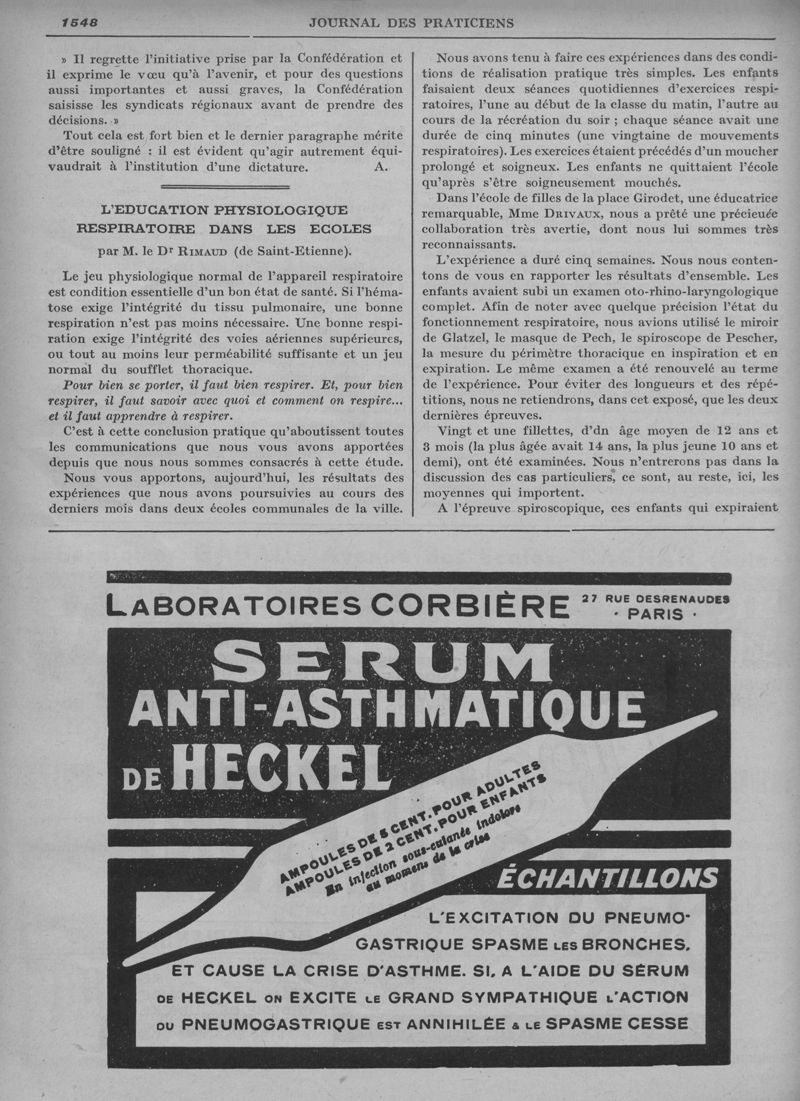 1548
JOURNAL DES PRATICIENS
» Il regrette l'initiative prise par la Confédération et
il exprime le vœu qu'à l'avenir, et pour des questions
aussi importantes et aussi graves, la Confédération
saisisse les syndicats régionaux avant de prendre des
décisions. »
Tout cela est fort bien et le dernier paragraphe mérite
d'être souligné : il est évident qu'agir autrement équi-
vaudrait à l'institution d'une dictature. A.
L'EDUCATION PHYSIOLOGIQUE
RESPIRATOIRE DANS LES ECOLES
par M. le Dr RIMAUD (de Saint-Etienne).
Le jeu physiologique normal de l'appareil respiratoire
est condition essentielle d'un bon état de santé. Si l'héma-
tose exige l'intégrité du tissu pulmonaire, une bonne
respiration n'est pas moins nécessaire. Une bonne respi-
ration exige l'intégrité des voies aériennes supérieures,
ou tout au moins leur perméabilité suffisante et un jeu
normal du soufflet thoracique.
Pour bien se porter, il faut bien respirer. Et, pour bien
respirer, il faut savoir avec quoi et comment on respire...
et il faut apprendre à respirer.
C'est à cette conclusion pratique qu'aboutissent toutes
les communications que nous vous avons apportées
depuis que nous nous sommes consacrés à cette étude.
Nous vous apportons, aujourd'hui, les résultats des
expériences que nous avons poursuivies au cours des
derniers mois dans deux écoles communales de la ville.
Nous avons tenu à faire ces expériences dans des condi-
tions de réalisation pratique très simples. Les enfants
faisaient deux séances quotidiennes d'exercices respi-
ratoires, l'une au début de la classe du matin, l'autre au
cours de la récréation du soir ; chaque séance avait une
durée de cinq minutes (une vingtaine de mouvements
respiratoires). Les exercices étaient précédés d'un moucher
prolongé et soigneux. Les enfants ne quittaient l'école
qu'après s'être soigneusement mouchés.
Dans l'école de filles de la place Girodet, une éducatrice
remarquable, Mme DRIVAUX, nous a prêté une précieuée
collaboration très avertie, dont nous lui sommes très
reconnaissants.
L'expérience a duré cinq semaines. Nous nous conten-
tons de vous en rapporter les résultats d'ensemble. Les
enfants avaient subi un examen oto-rhino-laryngologique
complet. Afin de noter avec quelque précision l'état du
fonctionnement respiratoire, nous avions utilisé le miroir
de Glatzel, le masque de Pech, le spiroscope de Pescher,
la mesure du périmètre thoracique en inspiration et en
expiration. Le même examen a été renouvelé au terme
de l'expérience. Pour éviter des longueurs et des répé-
titions, nous ne retiendrons, dans cet exposé, que les deux
dernières épreuves.
Vingt et une fillettes, d'dn âge moyen de 12 ans et
3 mois (la plus âgée avait 14 ans, la plus jeune 10 ans et
demi), ont été examinées. Nous n'entrerons pas dans la
discussion des cas particuliers, ce sont, au reste, ici, les
moyennes qui importent.
A l'épreuve spiroscopique, ces enfants qui expiraient
LABORATOIRES CORBIÈRE
27 RUE DESRENAUDES
· PARIS ·
SERUM
ANTI-ASTHMATIQUE
DE HECKEL
AMPOULES DE 5 CENT. POUR ADULTES
AMPOULES DE 2 CENT. POUR ENFANTS
En injection sous-cutanée indolore
au moment de la crise
ÉCHANTILLONS
L'EXCITATION DU PNEUMO-
GASTRIQUE SPASME LES BRONCHES,
ET CAUSE LA CRISE D'ASTHME. SI, A L'AIDE DU SÉRUM
DE HECKEL ON EXCITE LE GRAND SYMPATHIQUE L'ACTION
DU PNEUMOGASTRIQUE EST ANNIHILÉE & LE SPASME CESSE